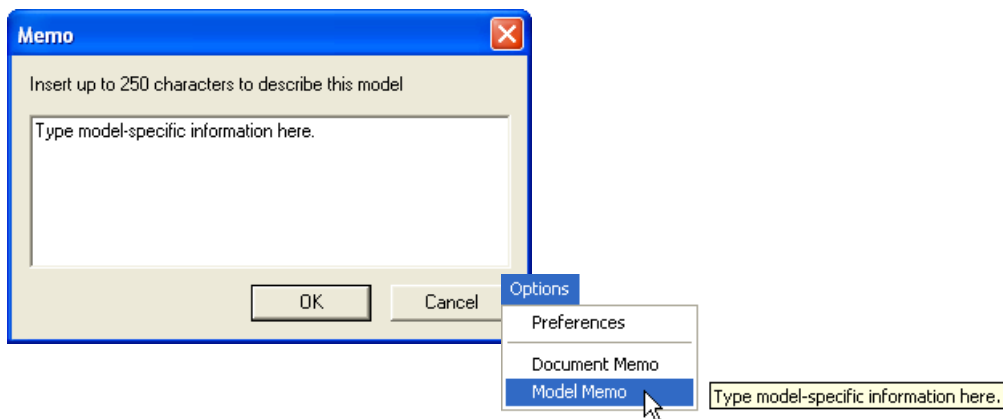 Memo
Insert up to 250 characters to describe this model
Type model-specific information here.
OK Cancel
Options
Preferences
Document Memo
Model Memo
Type model-specific information here.